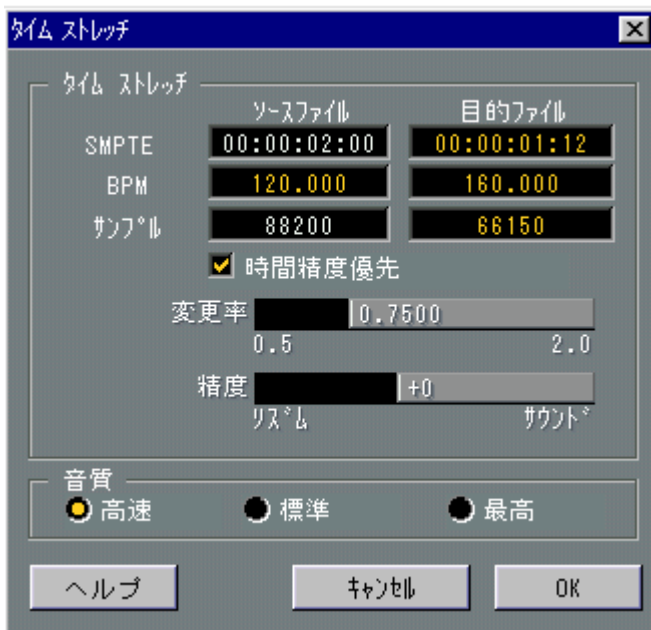 ﾀｲﾑ ｽﾄﾚｯﾁ
ﾀｲﾑ ｽﾄﾚｯﾁ
ｿｰｽﾌｧｲﾙ 目的ﾌｧｲﾙ
SMPTE 00:00:02:00 00:00:01:12
BPM 120.000 160.000
ｻﾝﾌﾟﾙ 88200 66150
時間精度優先
変更率 0.7500
0.5 2.0
精度 +0
ﾘｽﾞﾑ ｻｳﾝﾄﾞ
音質
高速 標準 最高
ヘルプ ｷｬﾝｾﾙ OK